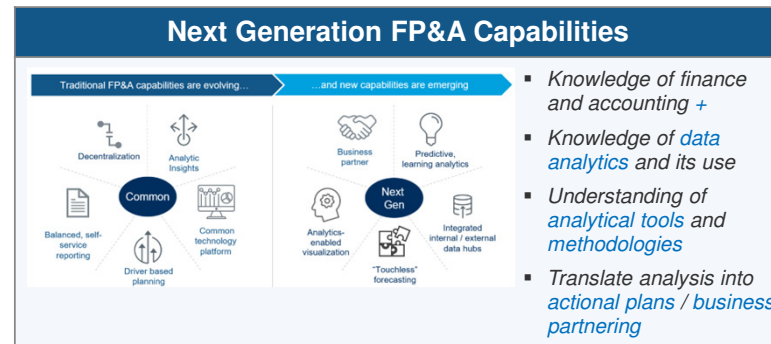 Next Generation FP&A Capabilities
Traditional FP&A capabilities are evolving…
…and new capabilities are emerging
Decentralization
Analytic
Insights
Common
Balanced, self-
service
reporting
Common
technology
platform
Driver based
planning
Business
partner
Predictive,
learning analytics
Next
Gen
Analytics-
enabled
visualization
Integrated
internal / external
data hubs
"Touchless"
forecasting
▪ Knowledge of finance
and accounting +
▪ Knowledge of data
analytics and its use
▪ Understanding of
analytical tools and
methodologies
▪ Translate analysis into
actional plans / business
partnering